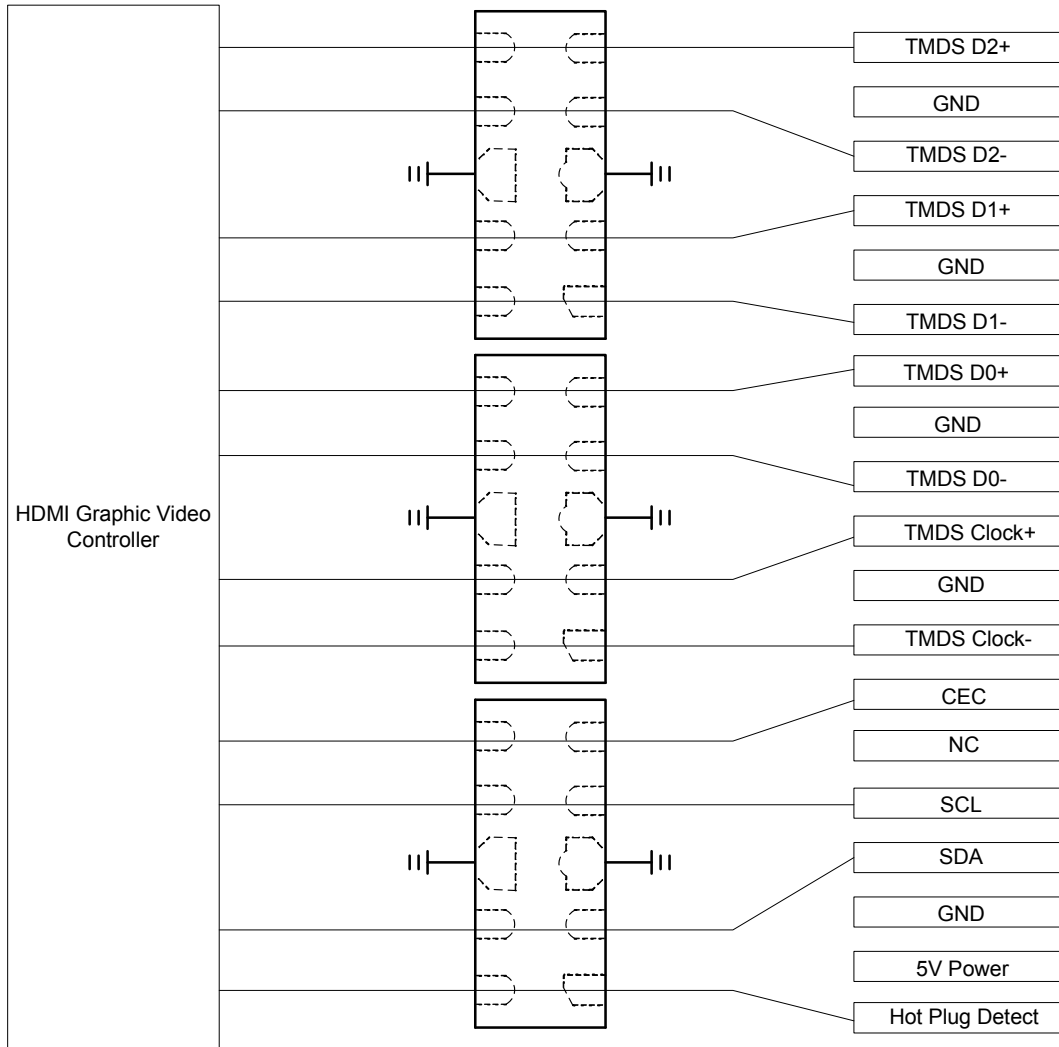 TMDS D2+
GND
TMDS D2-
TMDS D1+
GND
TMDS D1-
TMDS D0+
GND
TMDS D0-
HDMI Graphic Video
Controller
TMDS Clock+
GND
TMDS Clock-
CEC
NC
SCL
SDA
GND
5V Power
Hot Plug Detect